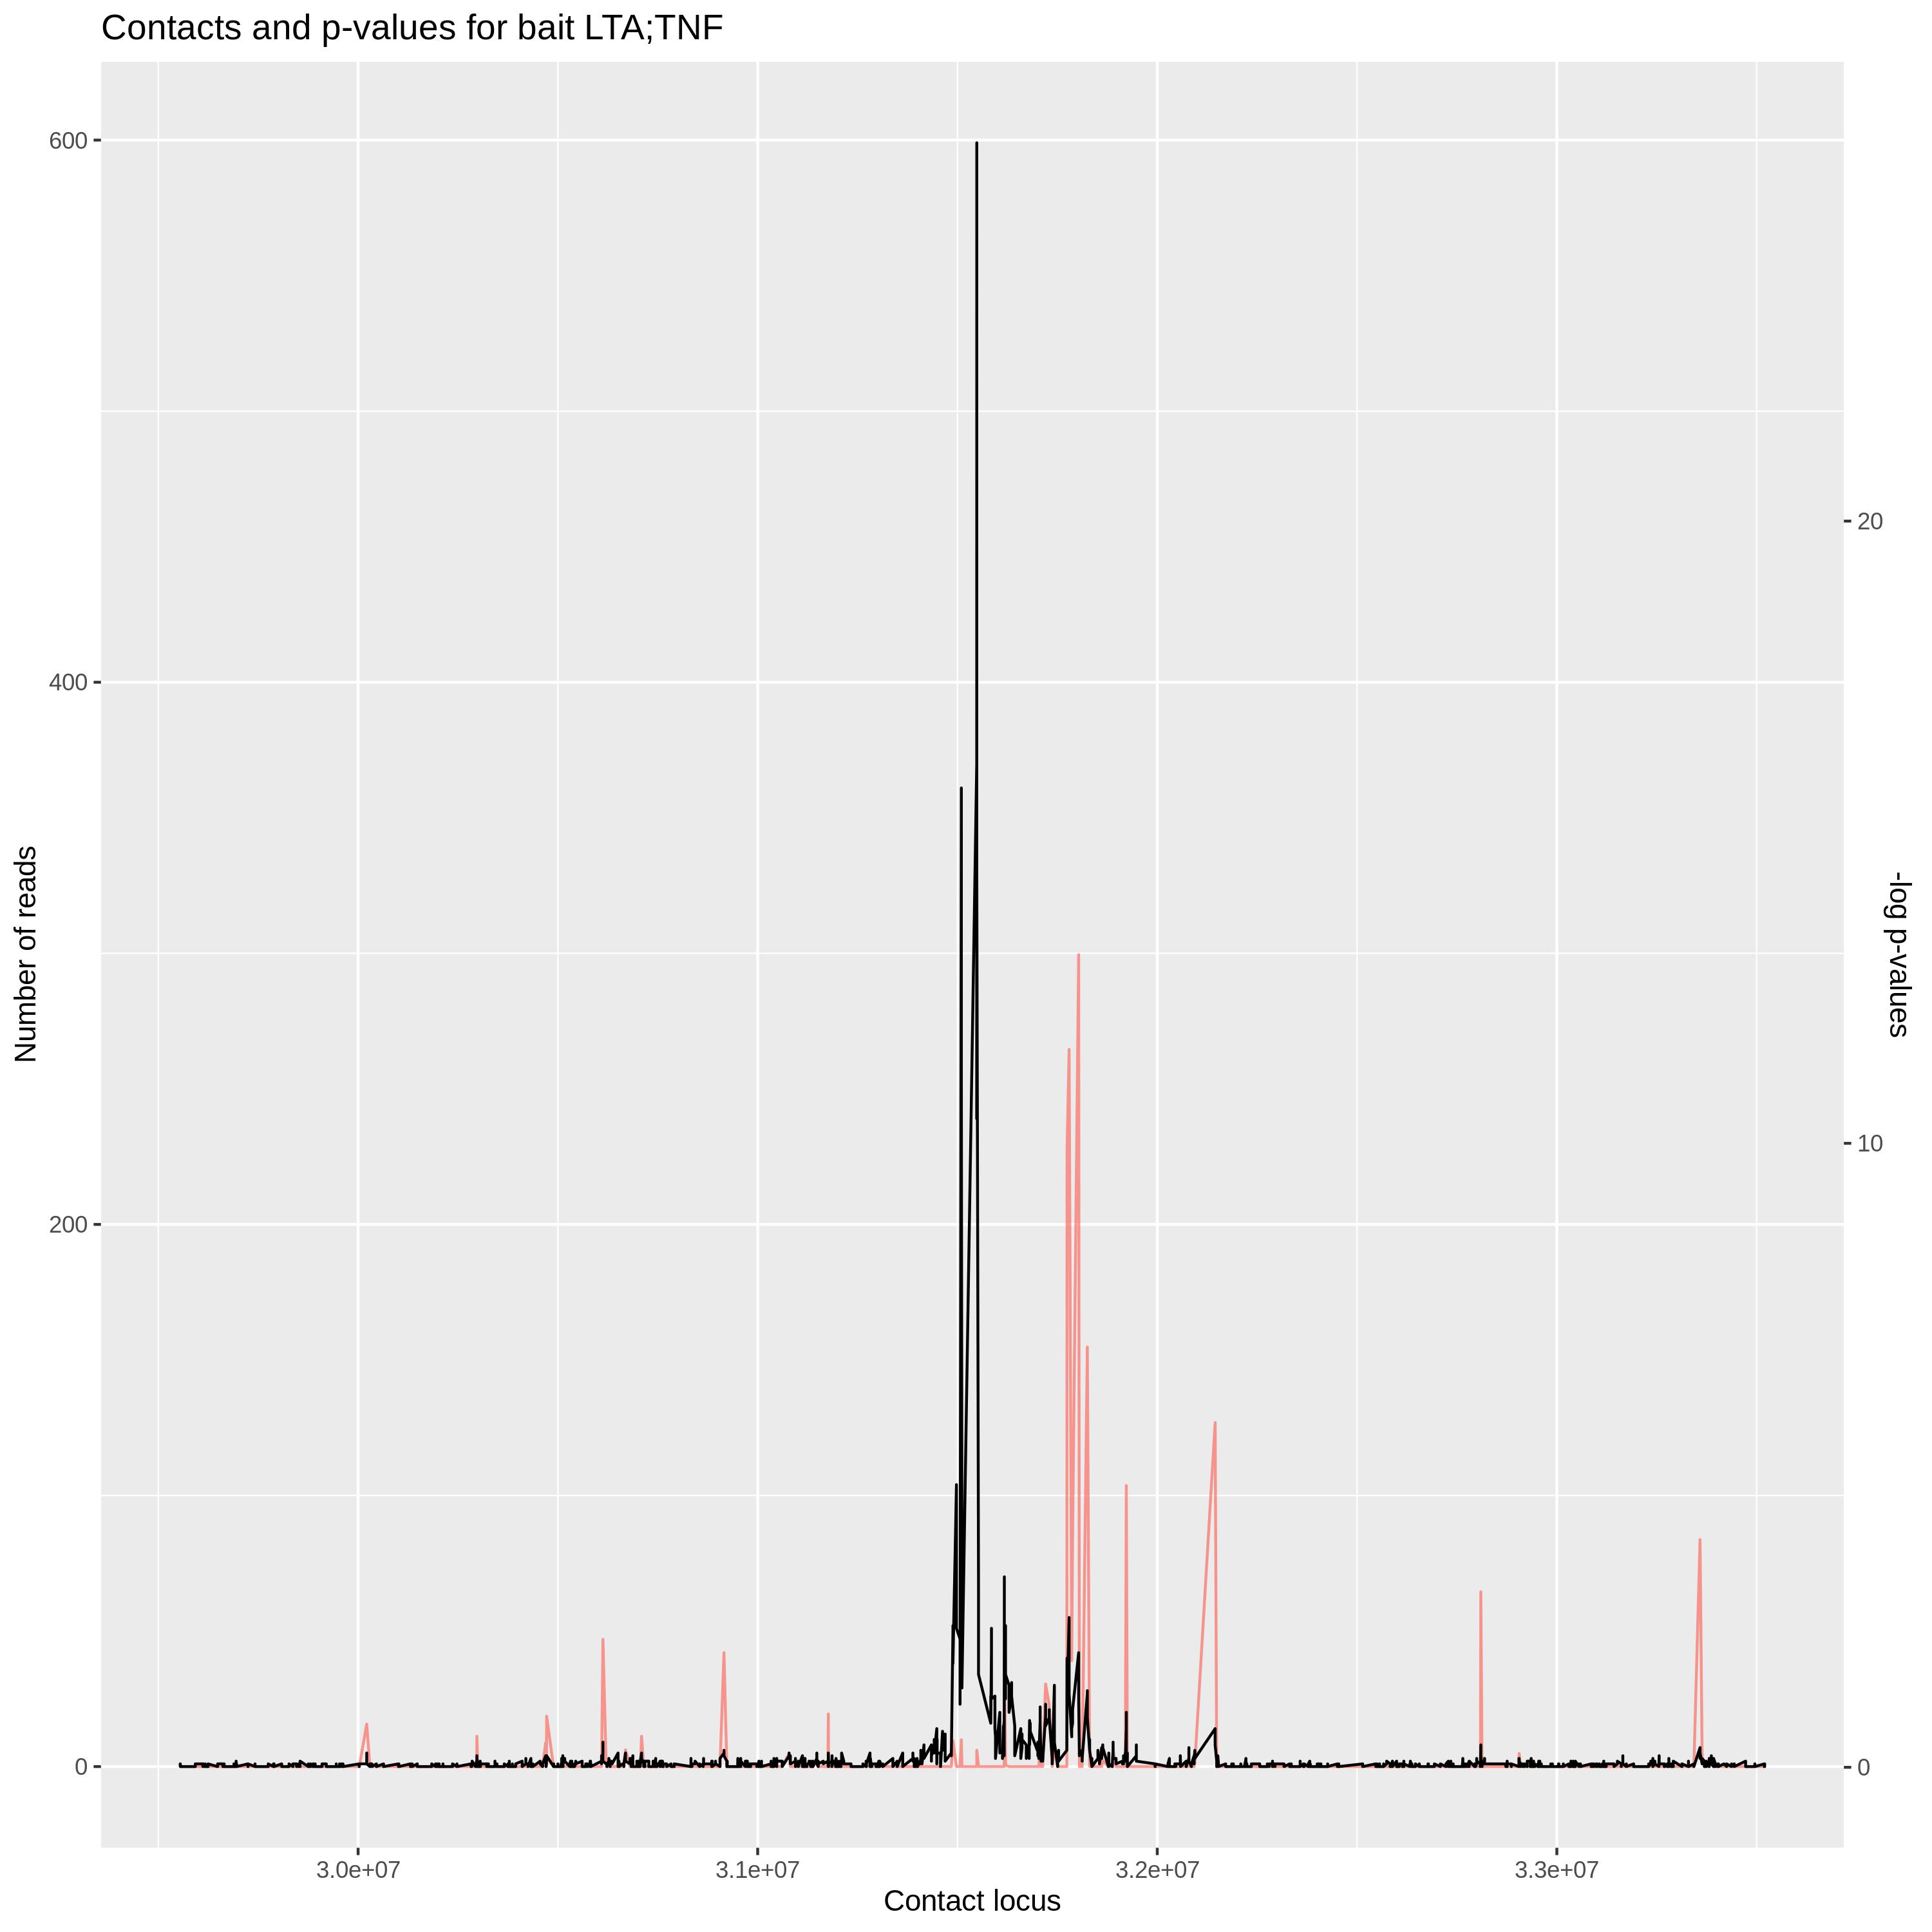 Contacts and p-values for bait LTA;TNF
600
400
200
0
Number of reads
20
10
0
-log p-values
3.0e+07
3.1e+07
3.2e+07
3.3e+07
Contact locus